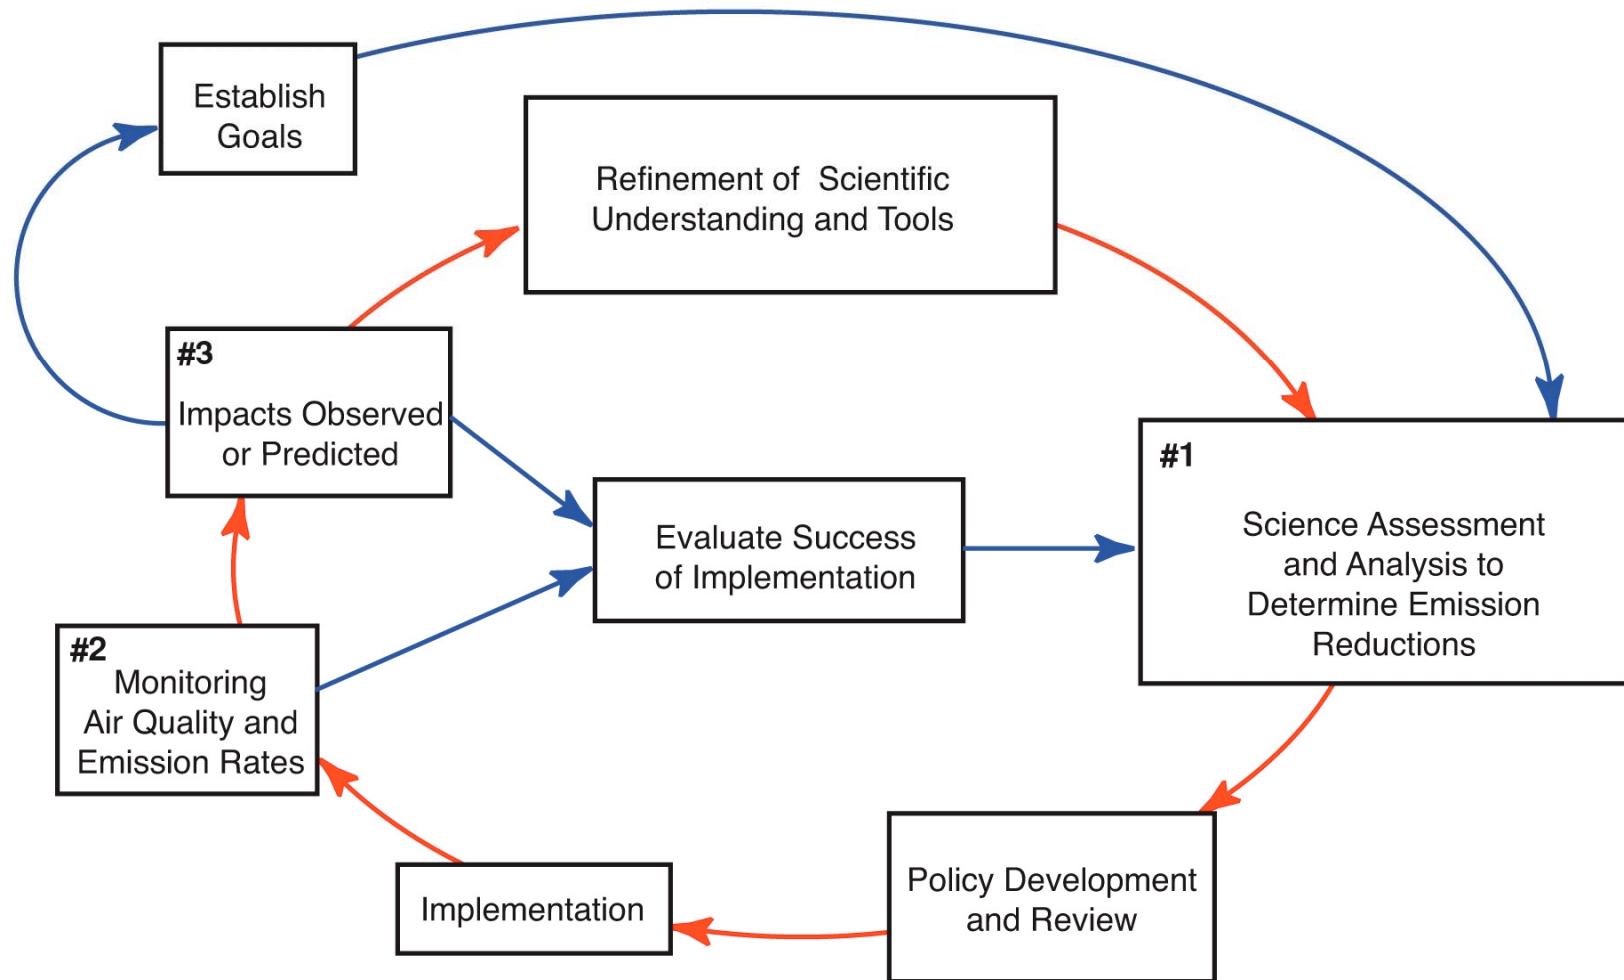 Establish
Goals
Refinement of  Scientific
Understanding and Tools
#3
Impacts Observed
or Predicted
#1
Science Assessment
and Analysis to
Determine Emission
Reductions
Evaluate Success
of Implementation
#2
Monitoring
Air Quality and
Emission Rates
Policy Development
and Review
Implementation